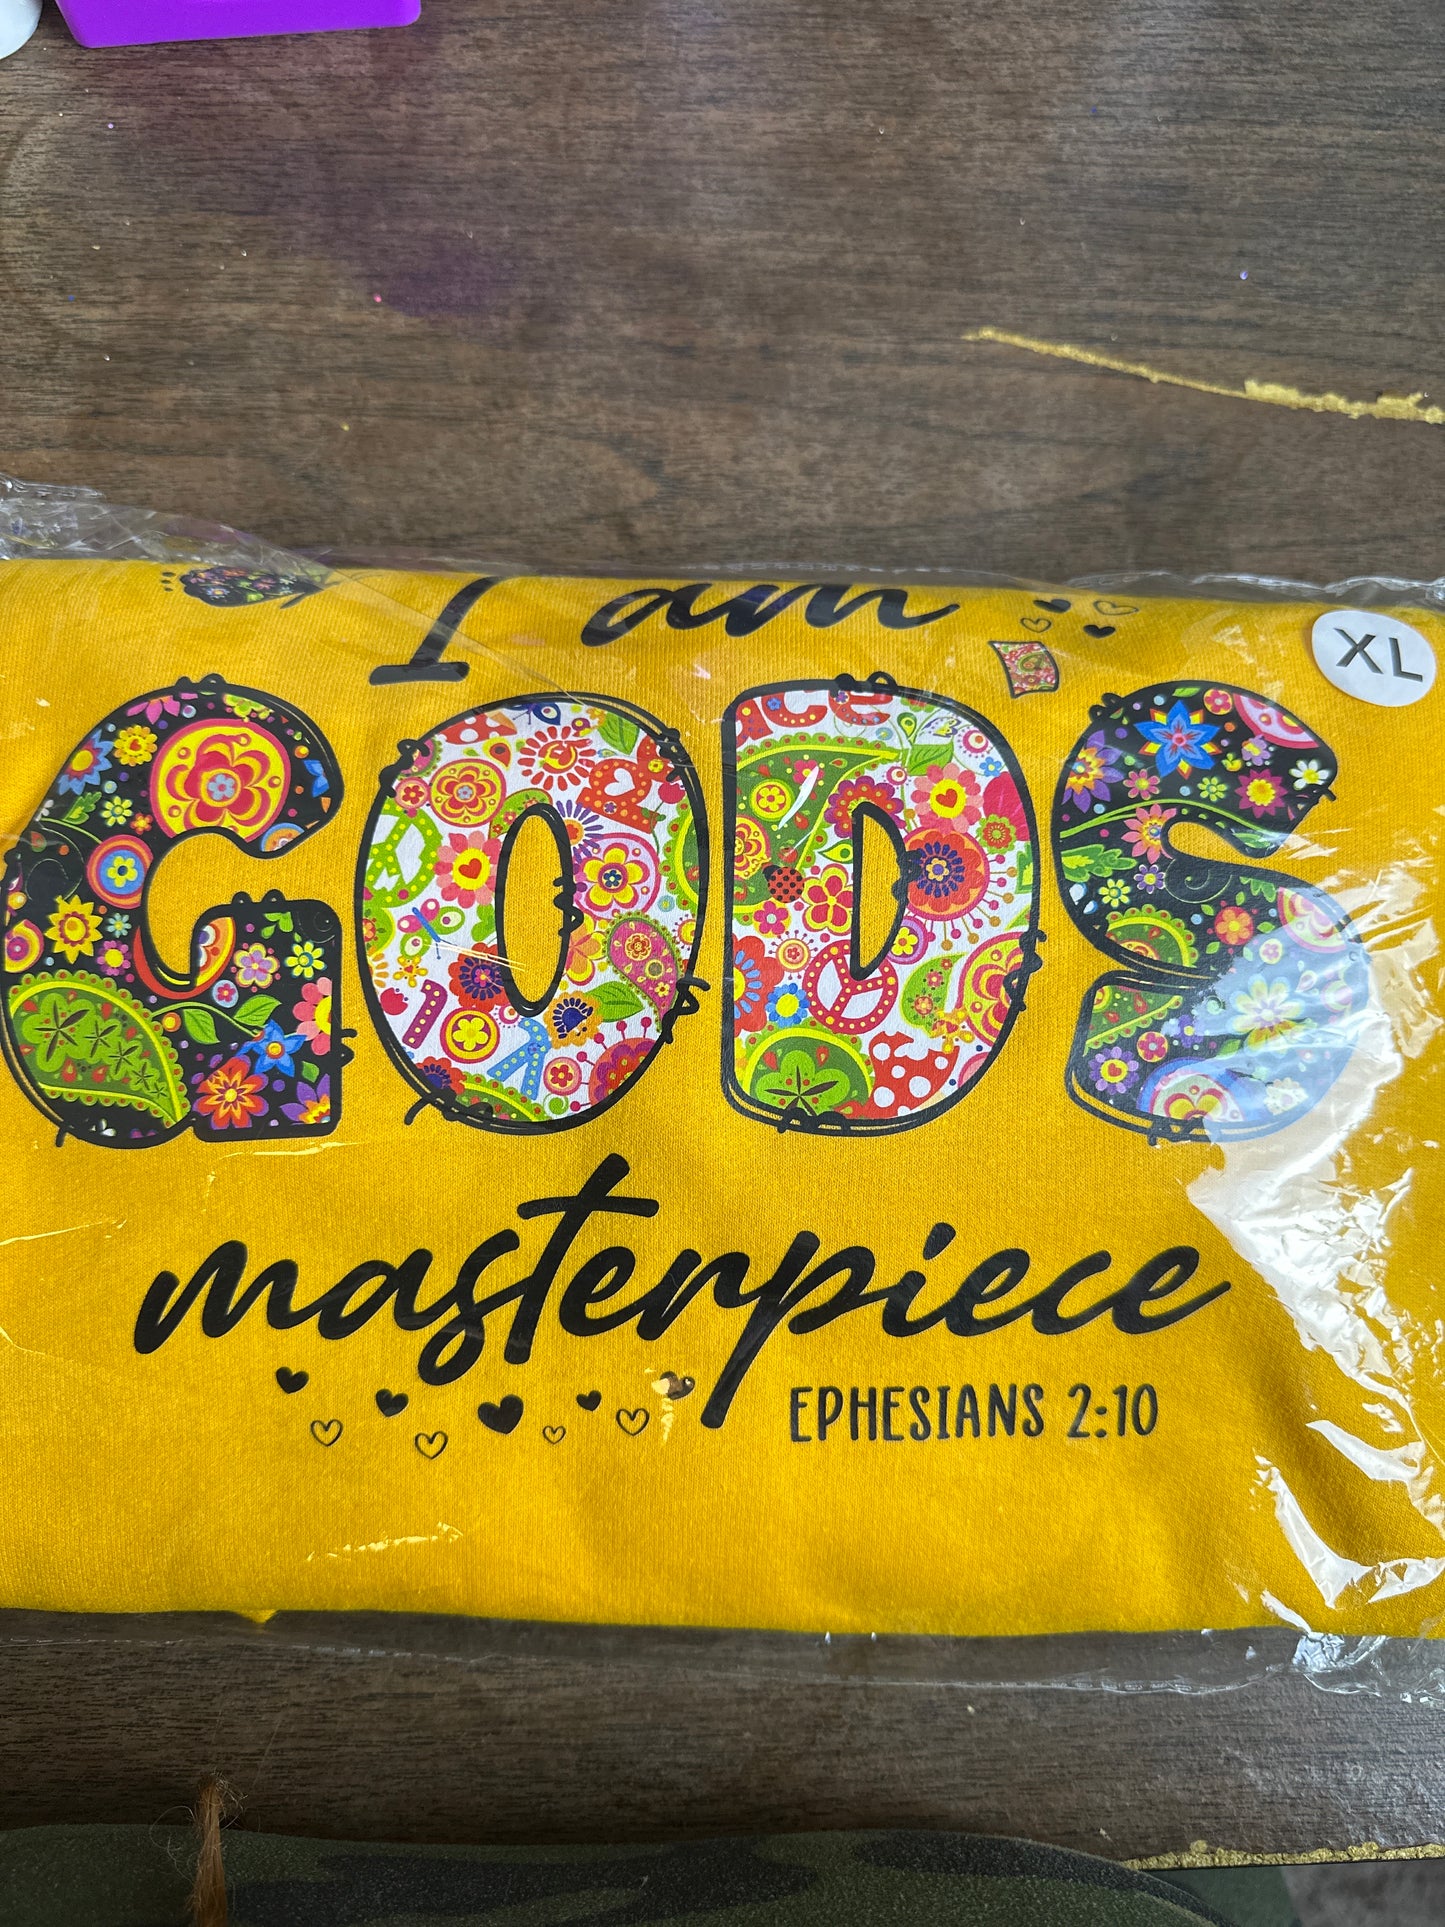 I am
XL
GODS
masterpiece
EPHESIANS 2:10